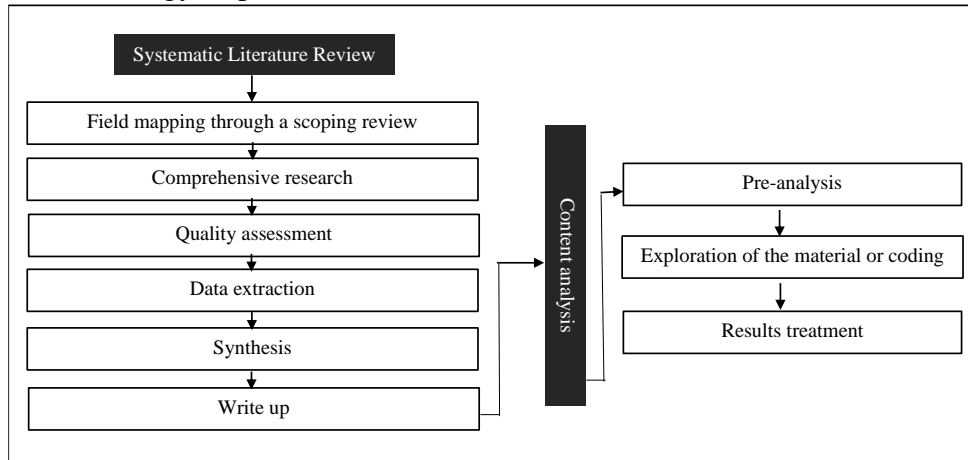 Systematic Literature Review
Field mapping through a scoping review
Comprehensive research
Quality assessment
Data extraction
Synthesis
Write up
Content analysis
Pre-analysis
Exploration of the material or coding
Results treatment